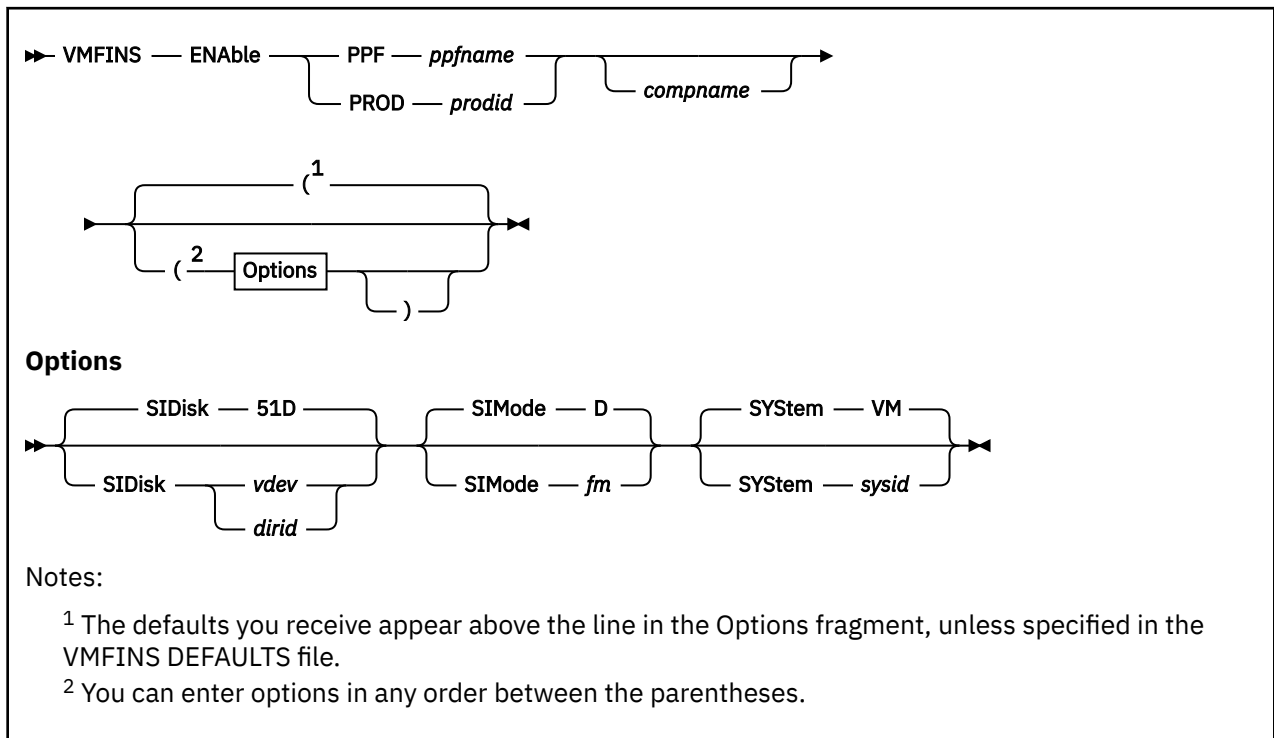 VMFINS ENAble PPF ppfname
PROD prodid compname
( 1
( 2 Options )
Options
SIDisk 51D SIMode D SYStem VM
SIDisk vdev SIMode fm SYStem sysid
dirid
Notes:
1 The defaults you receive appear above the line in the Options fragment, unless specified in the
VMFINS DEFAULTS file.
2 You can enter options in any order between the parentheses.